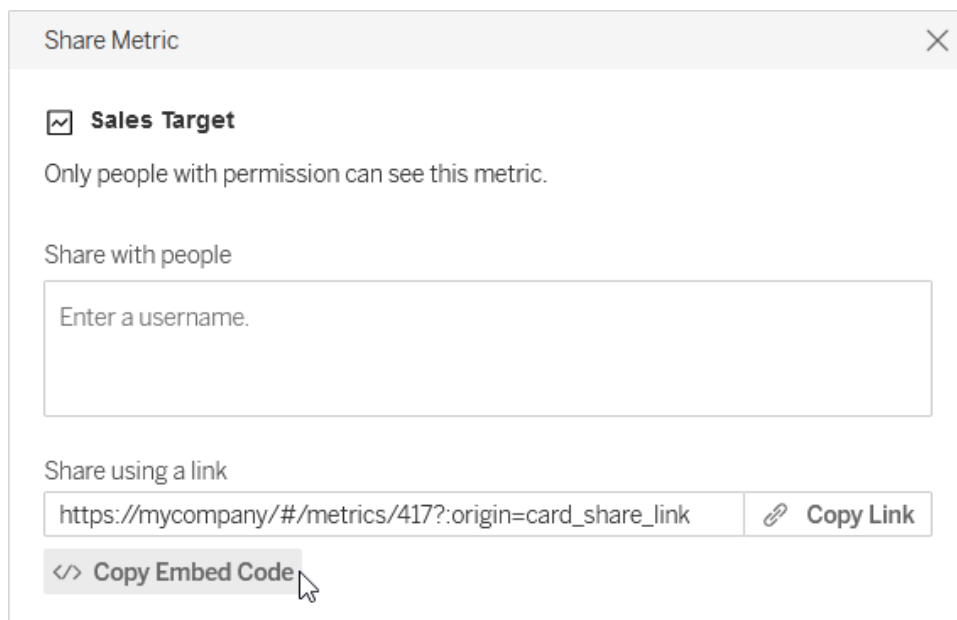 Share Metric
Sales Target
Only people with permission can see this metric.
Share with people
Enter a username.
Share using a link
https://mycompany/#/metrics/417?:origin=card_share_link
Copy Link
</> Copy Embed Code